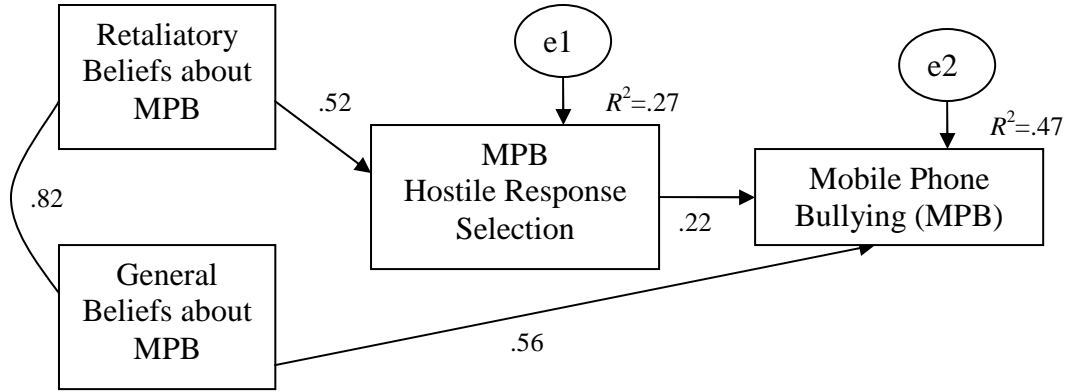 Retaliatory
Beliefs about
MPB
e1
e2
.52
R²=.27
R²=.47
MPB
Hostile Response
Selection
Mobile Phone
Bullying (MPB)
.82
.22
General
Beliefs about
MPB
.56